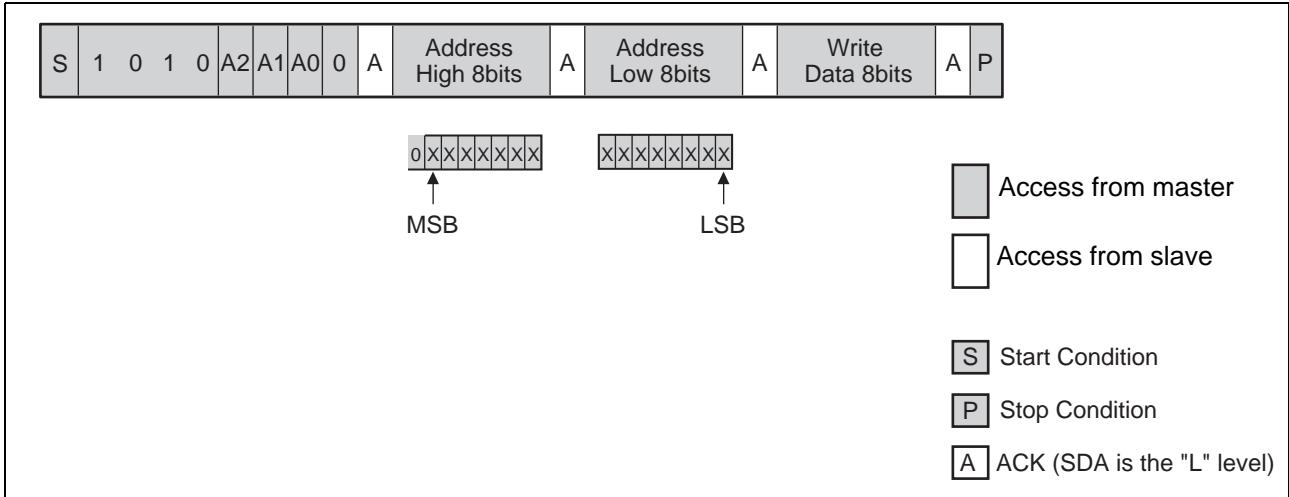 S 1 0 1 0 A2 A1 A0 0 A Address High 8bits A Address Low 8bits A Write Data 8bits A P
0 X X X X X X X X X X X X X X X
MSB LSB
Access from master
Access from slave
S Start Condition
P Stop Condition
A ACK (SDA is the "L" level)